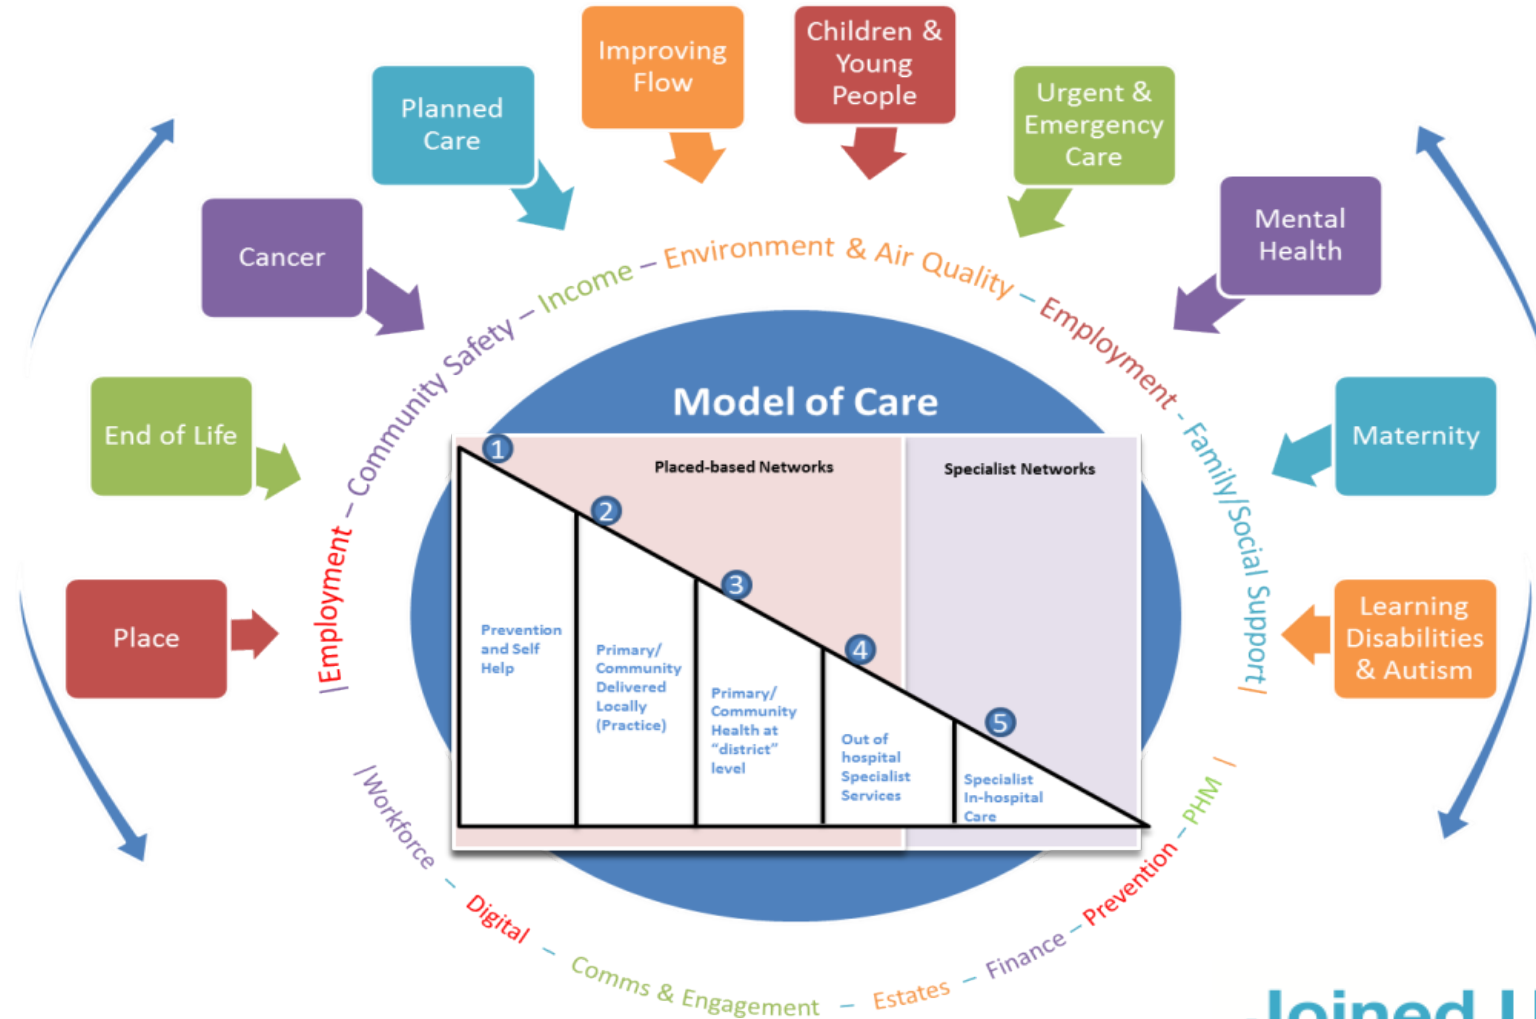 Improving
Flow
Children &
Young
People
Planned
Care
Urgent &
Emergency
Care
Cancer
Mental
Health
End of Life
Maternity
Place
Learning
Disabilities
& Autism
|Employment – Community Safety – Income – Environment & Air Quality – Employment - Family/Social Support|
Model of Care
Placed-based Networks
Specialist Networks
1
2
3
4
5
Prevention
and Self
Help
Primary/
Community
Delivered
Locally
(Practice)
Primary/
Community
Health at
"district"
level
Out of
hospital
Specialist
Services
Specialist
In-hospital
Care
|Workforce – Digital – Comms & Engagement – Estates – Finance – Prevention – PHM |
Joined